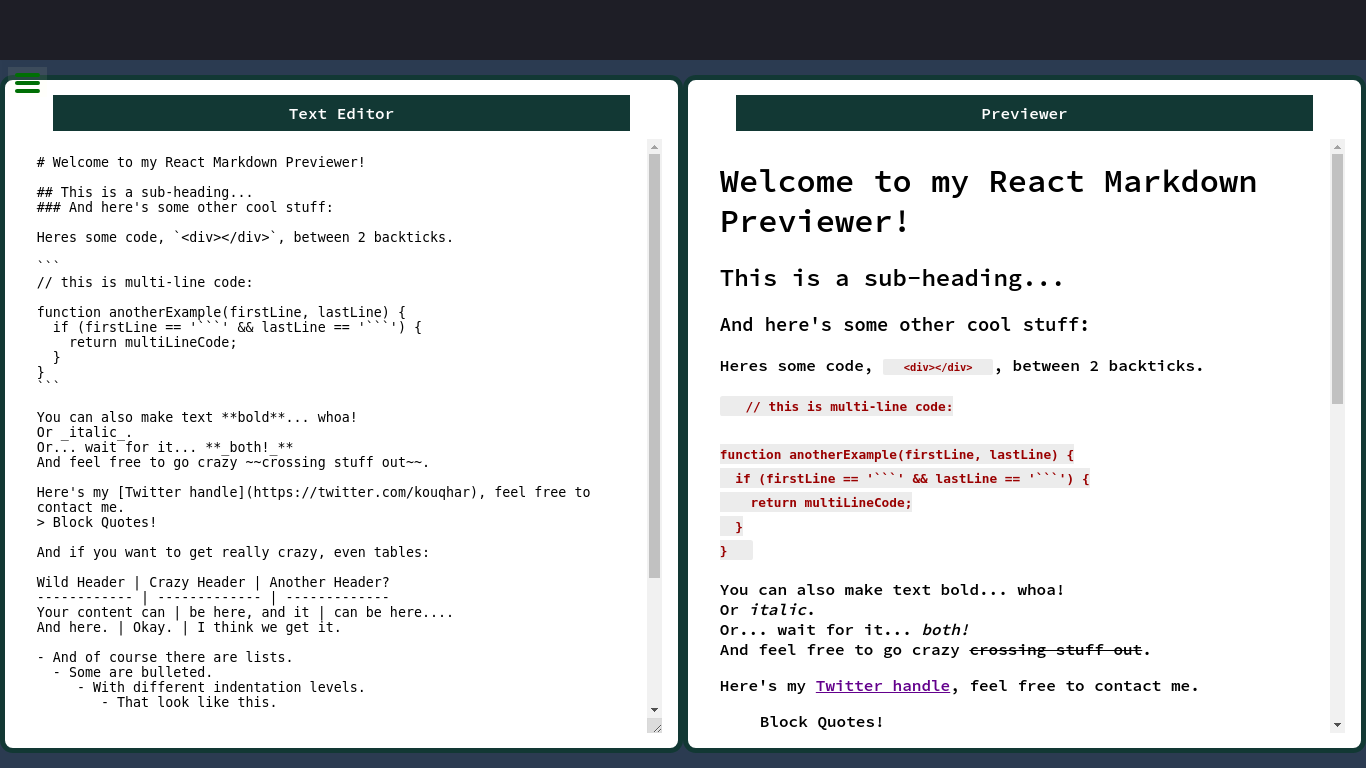 Text Editor
# Welcome to my React Markdown Previewer!
## This is a sub-heading...
### And here's some other cool stuff:
Heres some code, `<div></div>`, between 2 backticks.
```
// this is multi-line code:
function anotherExample(firstLine, lastLine) {
  if (firstLine == '```' && lastLine == '```') {
    return multiLineCode;
  }
}
```
You can also make text **bold**... whoa!
Or _italic_.
Or... wait for it... **_both!_**
And feel free to go crazy ~~crossing stuff out~~.
Here's my [Twitter handle](https://twitter.com/kouqhar), feel free to
contact me.
> Block Quotes!
And if you want to get really crazy, even tables:
Wild Header | Crazy Header | Another Header?
------------ | ------------- | -------------
Your content can | be here, and it | can be here....
And here. | Okay. | I think we get it.
- And of course there are lists.
  - Some are bulleted.
     - With different indentation levels.
        - That look like this.
Previewer
Welcome to my React Markdown
Previewer!
This is a sub-heading...
And here's some other cool stuff:
Heres some code, <div></div>, between 2 backticks.
// this is multi-line code:
function anotherExample(firstLine, lastLine) {
  if (firstLine == '```' && lastLine == '```') {
    return multiLineCode;
  }
}
You can also make text bold... whoa!
Or italic.
Or... wait for it... both!
And feel free to go crazy crossing stuff out.
Here's my Twitter handle, feel free to contact me.
Block Quotes!